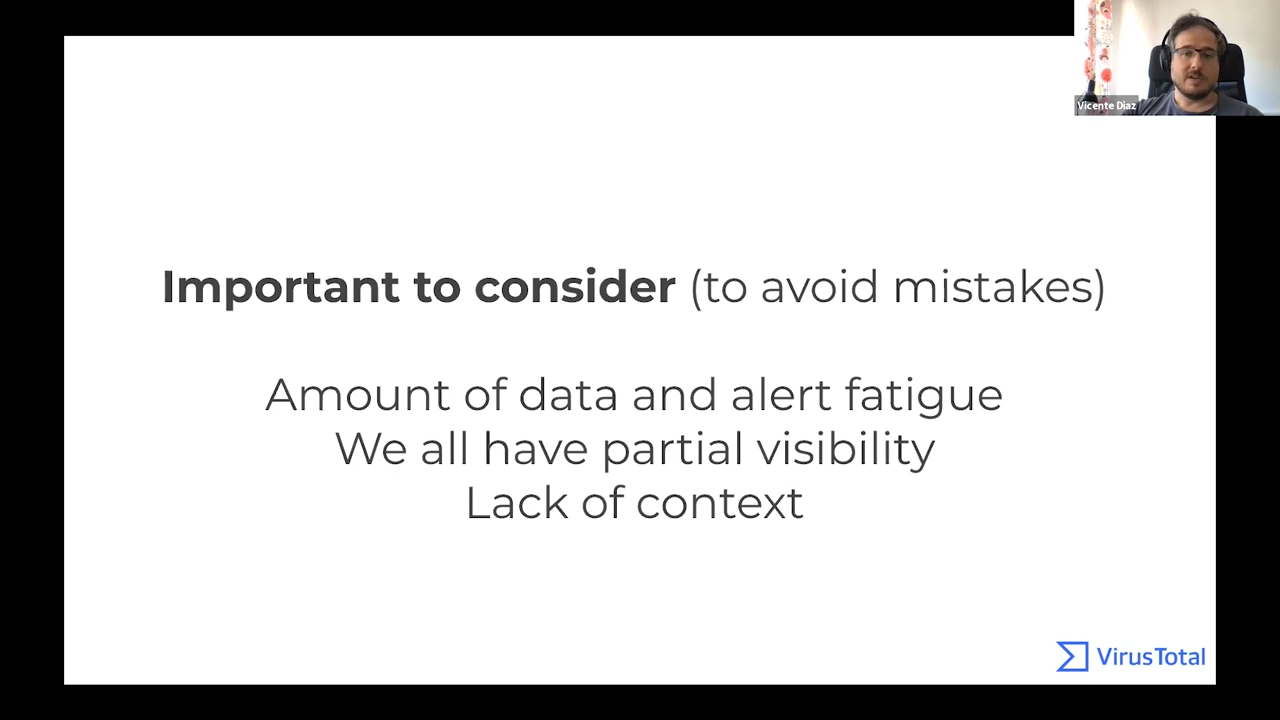 Vicente Diaz
Important to consider (to avoid mistakes)
Amount of data and alert fatigue
We all have partial visibility
Lack of context
VirusTotal